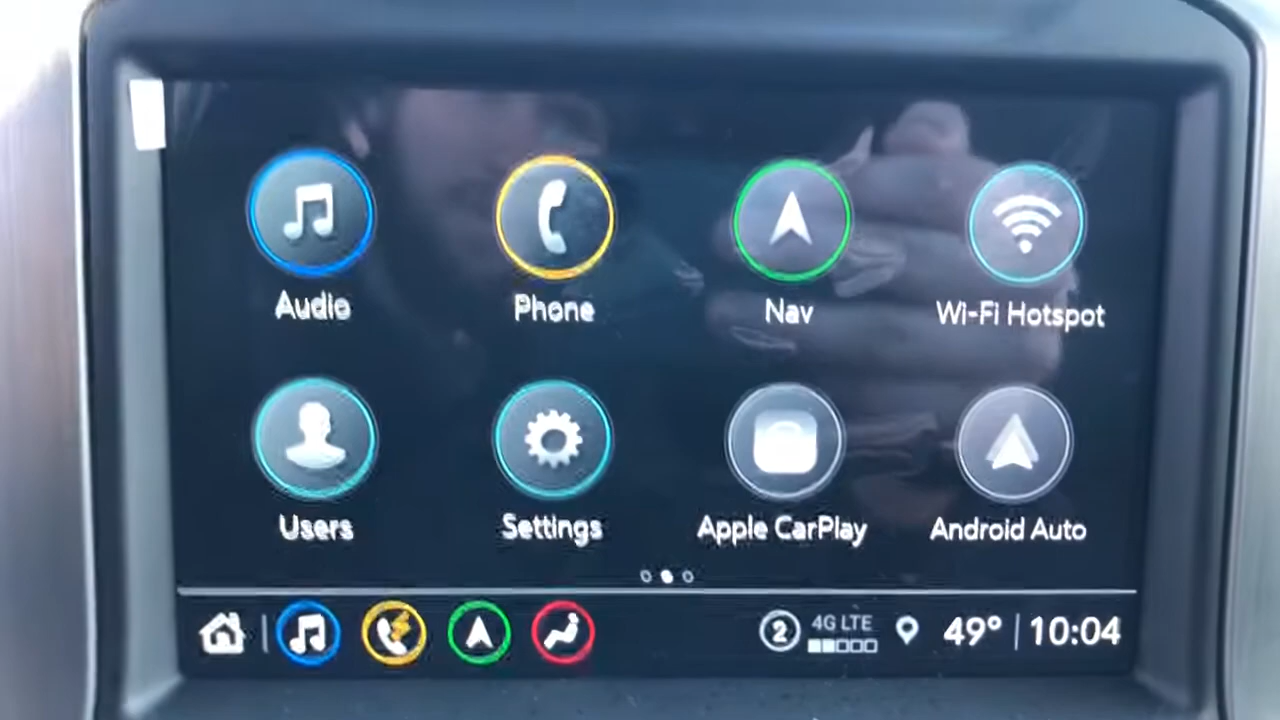 Audio Phone Nav Wi-Fi Hotspot
Users Settings Apple CarPlay Android Auto
2 4G LTE 49° 10:04